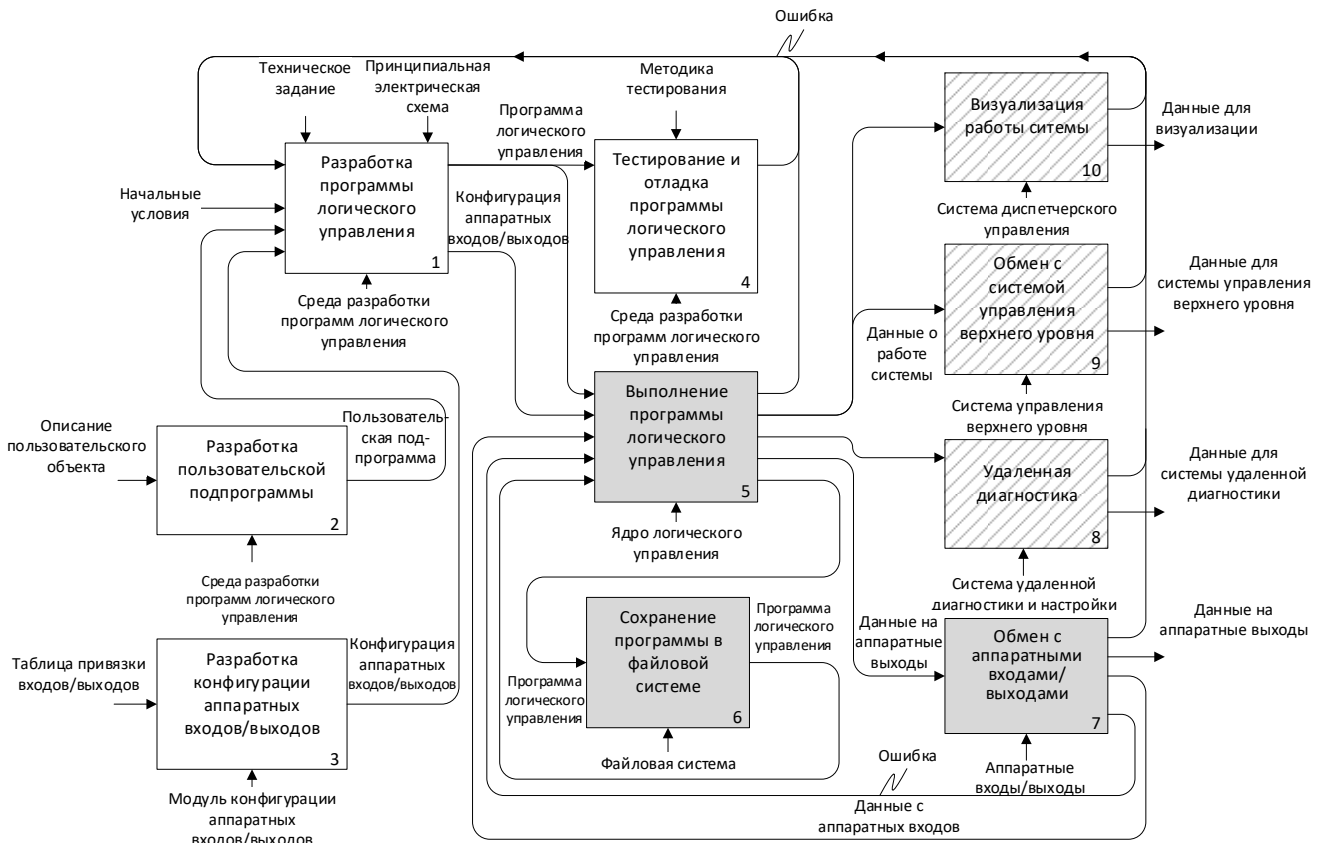 Ошибка
Техническое
задание
Принципиальная
электрическая
схема
Методика
тестирования
Программа
логического
управления
Разработка
программы
логического
управления
1
Тестирование и
отладка
программы
логического
управления
4
Визуализация
работы ситемы
10
Данные для
визуализации
Начальные
условия
Конфигурация
аппаратных
входов/выходов
Система диспетчерского
управления
Среда разработки
программ логического
управления
Среда разработки
программ логического
управления
Обмен с
системой
управления
верхнего уровня
9
Данные для
системы управления
верхнего уровня
Данные о
работе
системы
Система управления
верхнего уровня
Выполнение
программы
логического
управления
5
Описание
пользовательского
объекта
Разработка
пользовательской
подпрограммы
2
Пользователь-
ская под-
программа
Удаленная
диагностика
8
Данные для
системы удаленной
диагностики
Ядро логического
управления
Среда разработки
программ логического
управления
Система удаленной
диагностики и настройки
Сохранение
программы в
файловой
системе
6
Программа
логического
управления
Программа
логического
управления
Данные на
аппаратные
выходы
Обмен с
аппаратными
входами/
выходами
7
Данные на
аппаратные выходы
Таблица привязки
входов/выходов
Разработка
конфигурации
аппаратных
входов/выходов
3
Конфигурация
аппаратных
входов/выходов
Файловая система
Ошибка
Аппаратные
входы/выходы
Модуль конфигурации
аппаратных
входов/выходов
Данные с
аппаратных входов